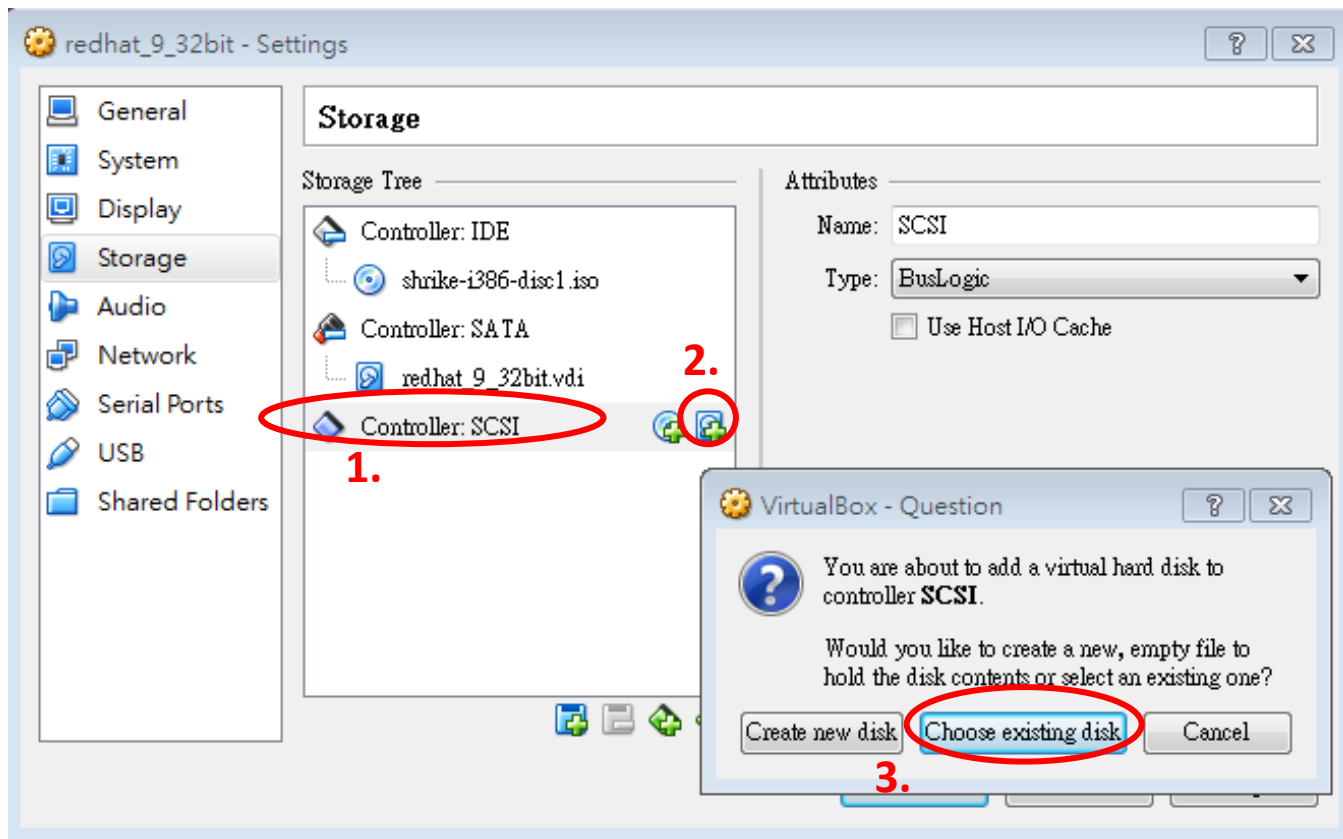 redhat_9_32bit - Settings
General
System
Display
Storage
Audio
Network
Serial Ports
USB
Shared Folders
Storage
Storage Tree
Controller: IDE
shrike-i386-disc1.iso
Controller: SATA
redhat_9_32bit.vdi
2.
Controller: SCSI
1.
Attributes
Name: SCSI
Type: BusLogic
Use Host I/O Cache
VirtualBox - Question
You are about to add a virtual hard disk to
controller SCSI.
Would you like to create a new, empty file to
hold the disk contents or select an existing one?
Create new disk Choose existing disk Cancel
3.